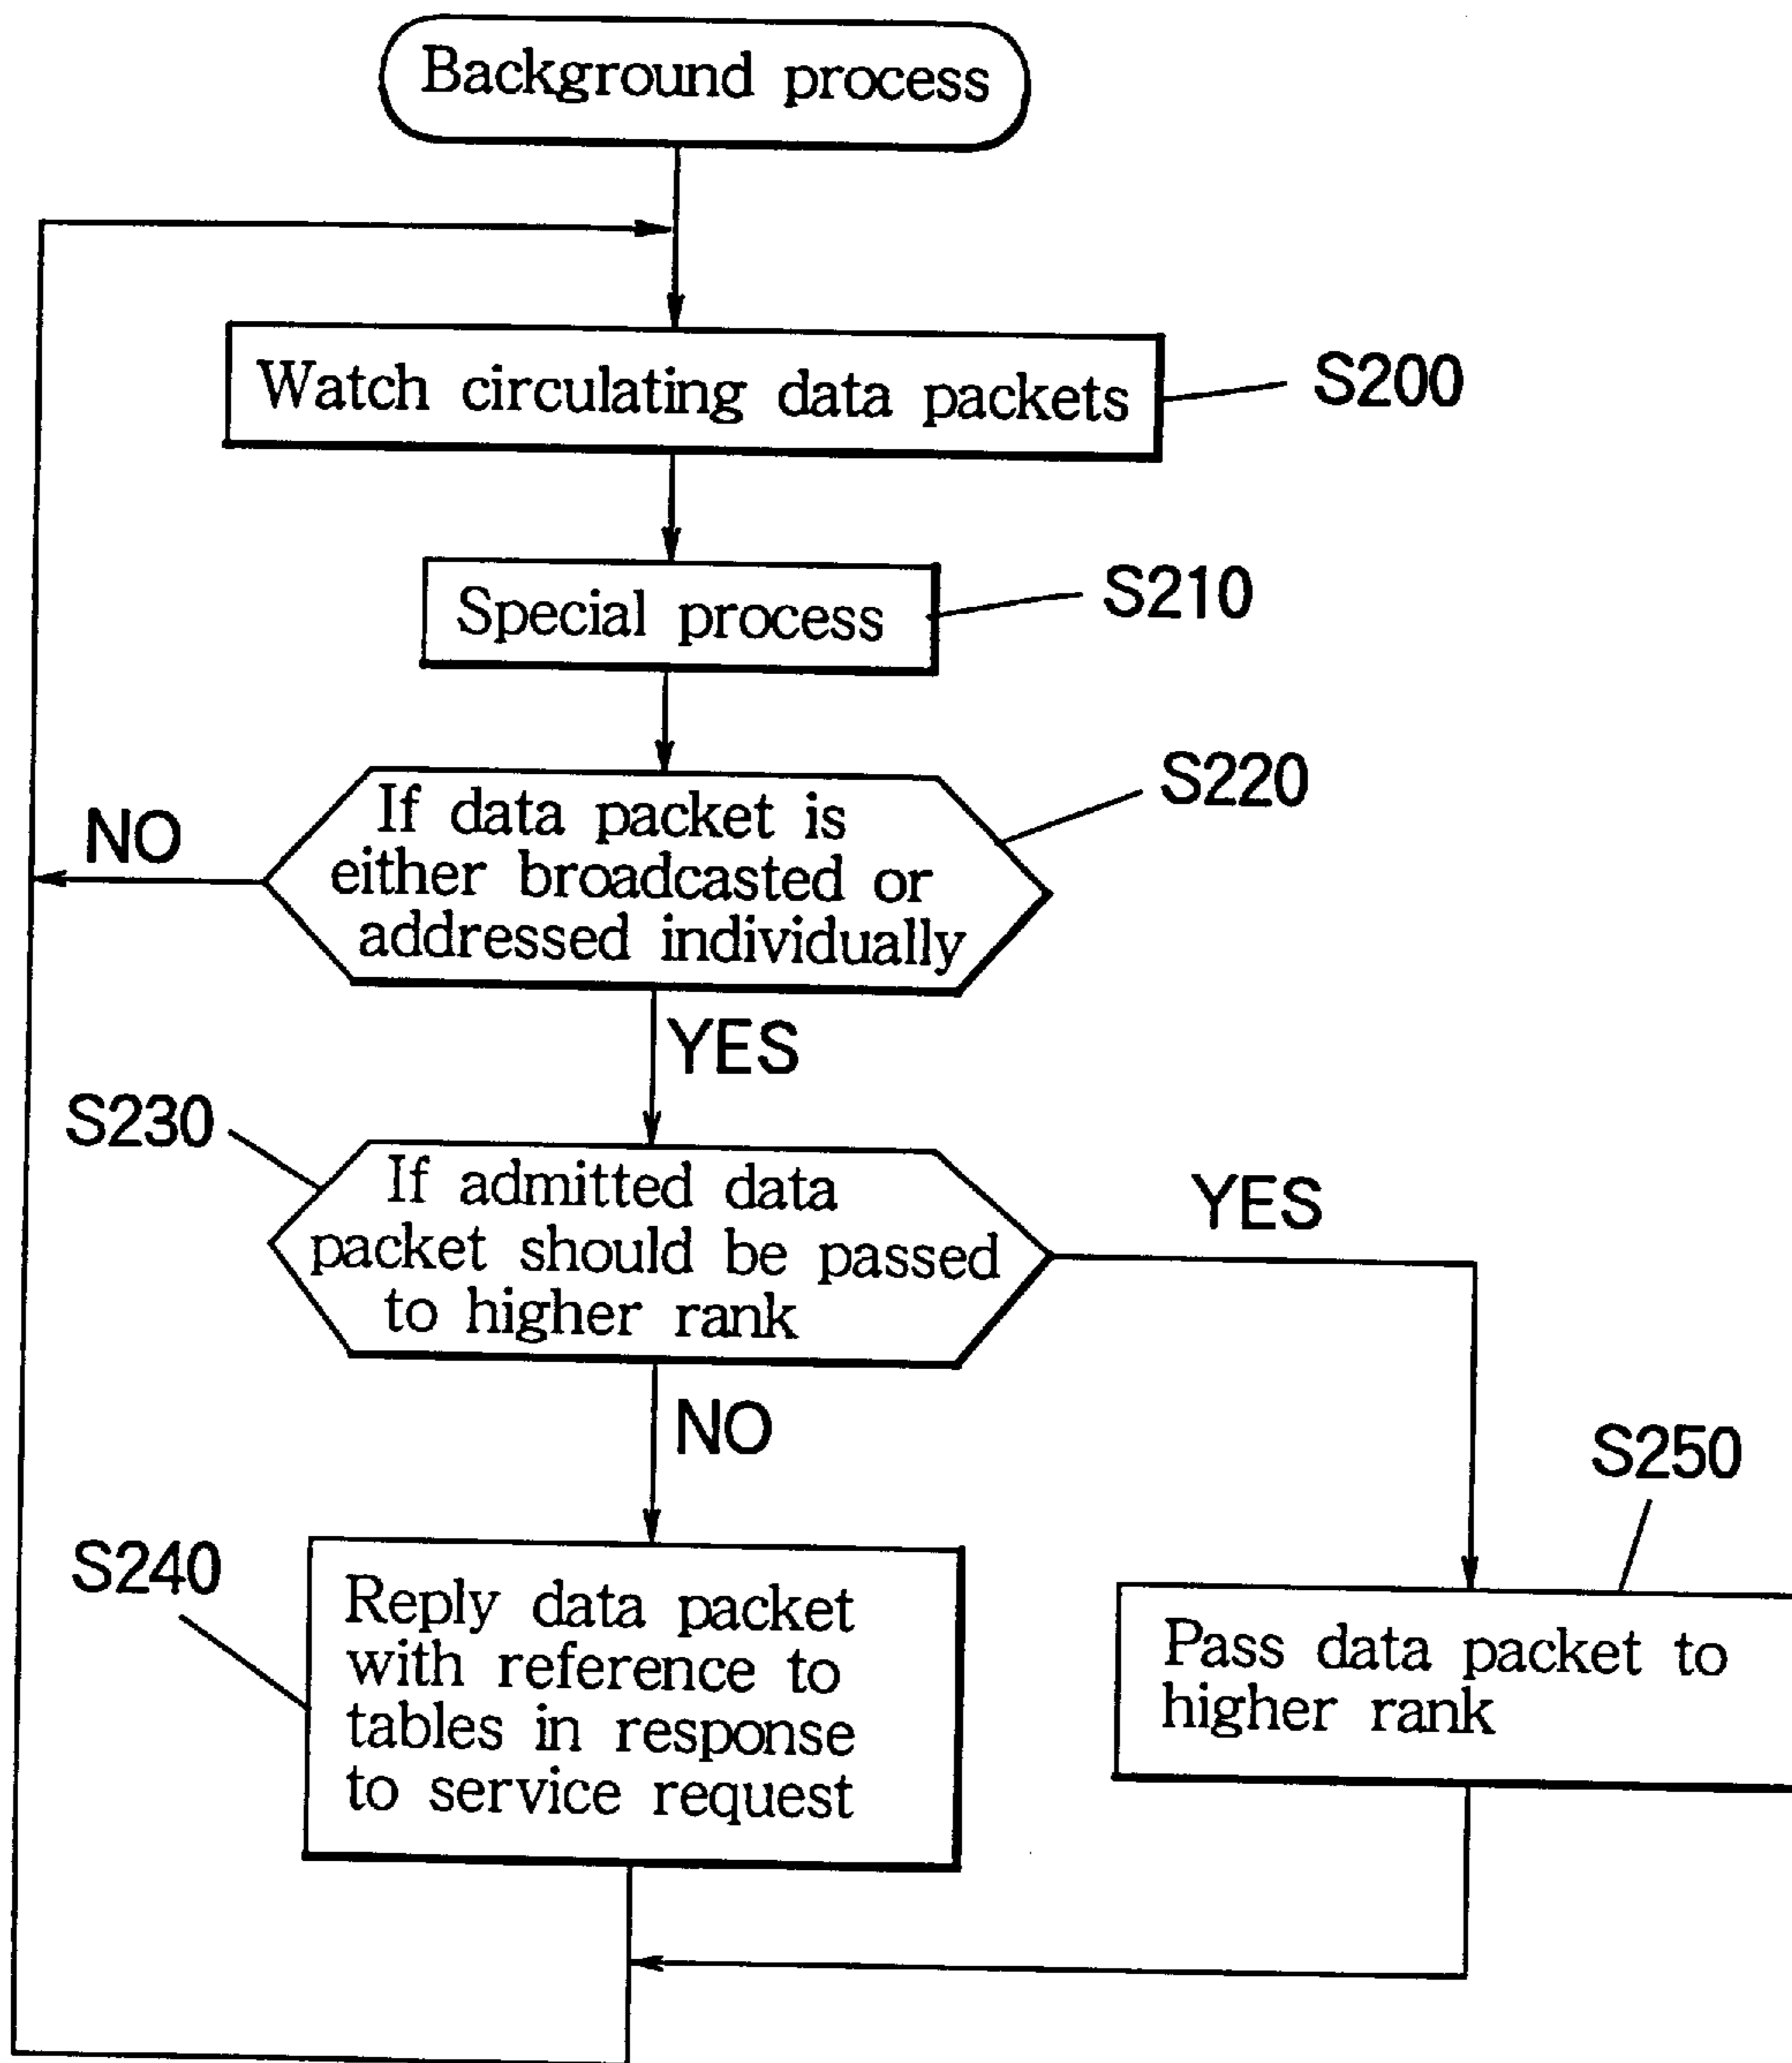 Background process
Watch circulating data packets
S200
Special process
S210
If data packet is
either broadcasted or
addressed individually
S220
NO
YES
S230
If admitted data
packet should be passed
to higher rank
YES
NO
S240
Reply data packet
with reference to
tables in response
to service request
S250
Pass data packet to
higher rank